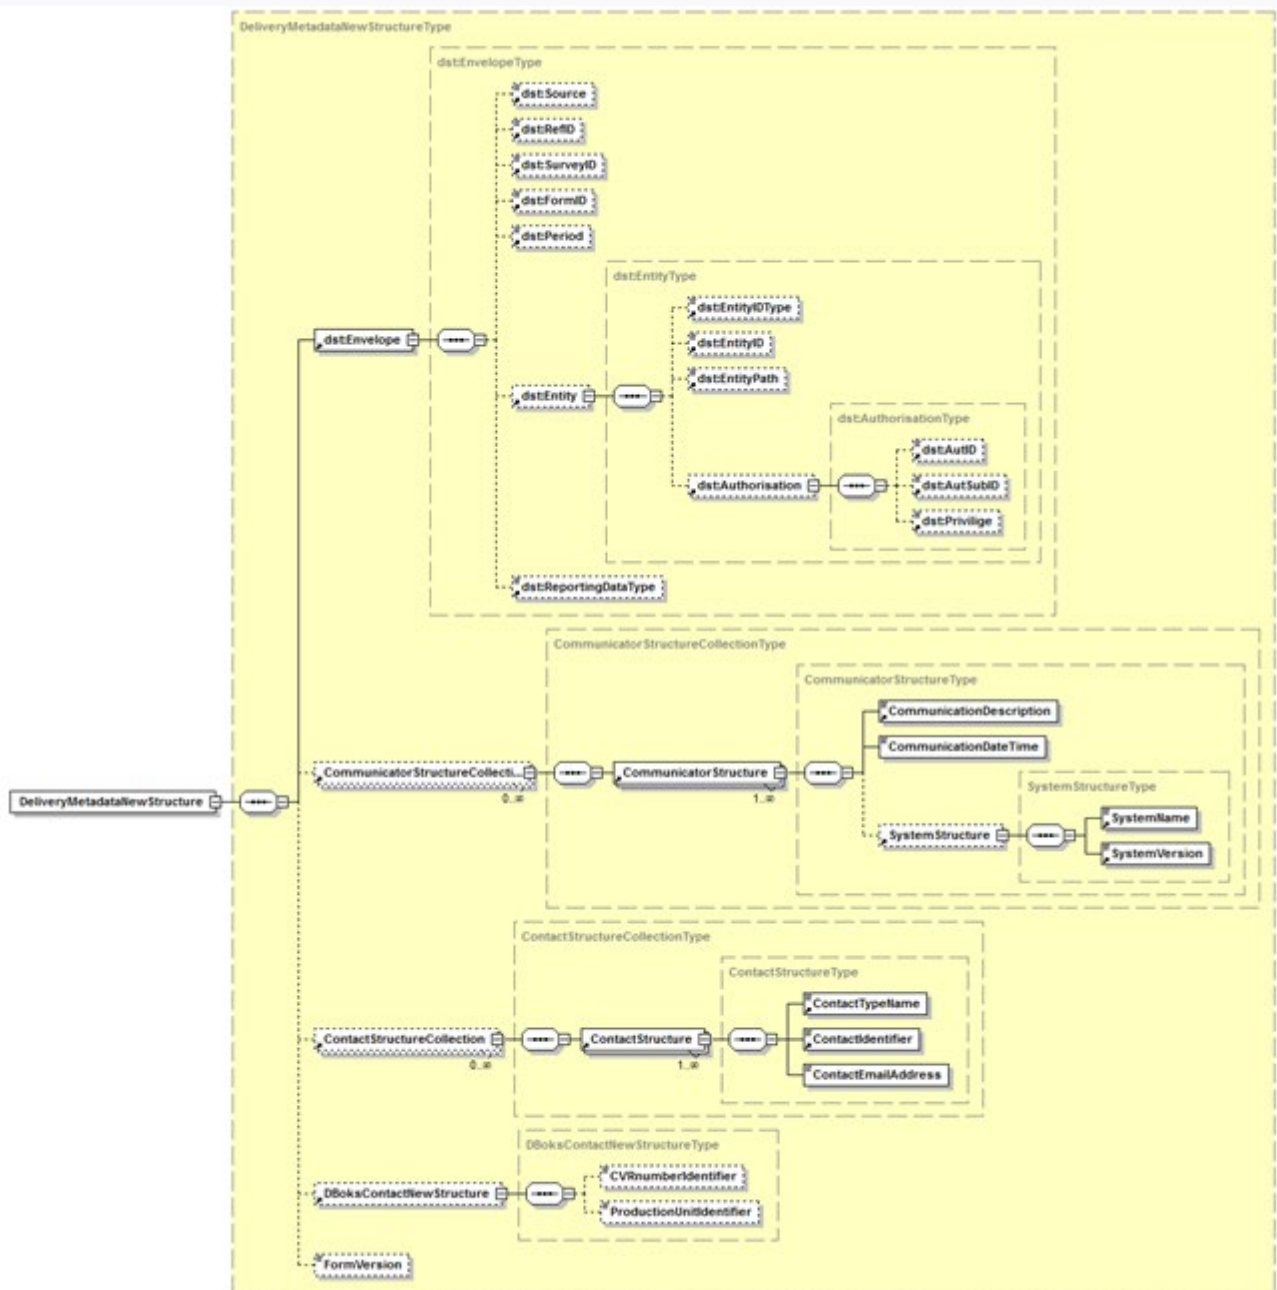 DeliveryMetadataNewStructureType
dst:EnvelopeType
dst:Source
dst:RefID
dst:SurveyID
dst:FormID
dst:Period
dst:EntityType
dst:EntityIDType
dst:Envelope
dst:EntityID
dst:EntityPath
dst:Entity
dst:AuthorisationType
dst:AutID
dst:Authorisation
dst:AutSubID
dst:Privilige
dst:ReportingDataType
CommunicatorStructureCollectionType
CommunicatorStructureType
CommunicationDescription
CommunicationDateTime
CommunicatorStructureCollecti...
0..∞
CommunicatorStructure
1..∞
SystemStructureType
DeliveryMetadataNewStructure
SystemName
SystemStructure
SystemVersion
ContactStructureCollectionType
ContactStructureType
ContactTypeName
ContactStructureCollection
0..∞
ContactStructure
1..∞
ContactIdentifier
ContactEmailAddress
DBoksContactNewStructureType
CVRnumberIdentifier
DBoksContactNewStructure
ProductionUnitIdentifier
FormVersion